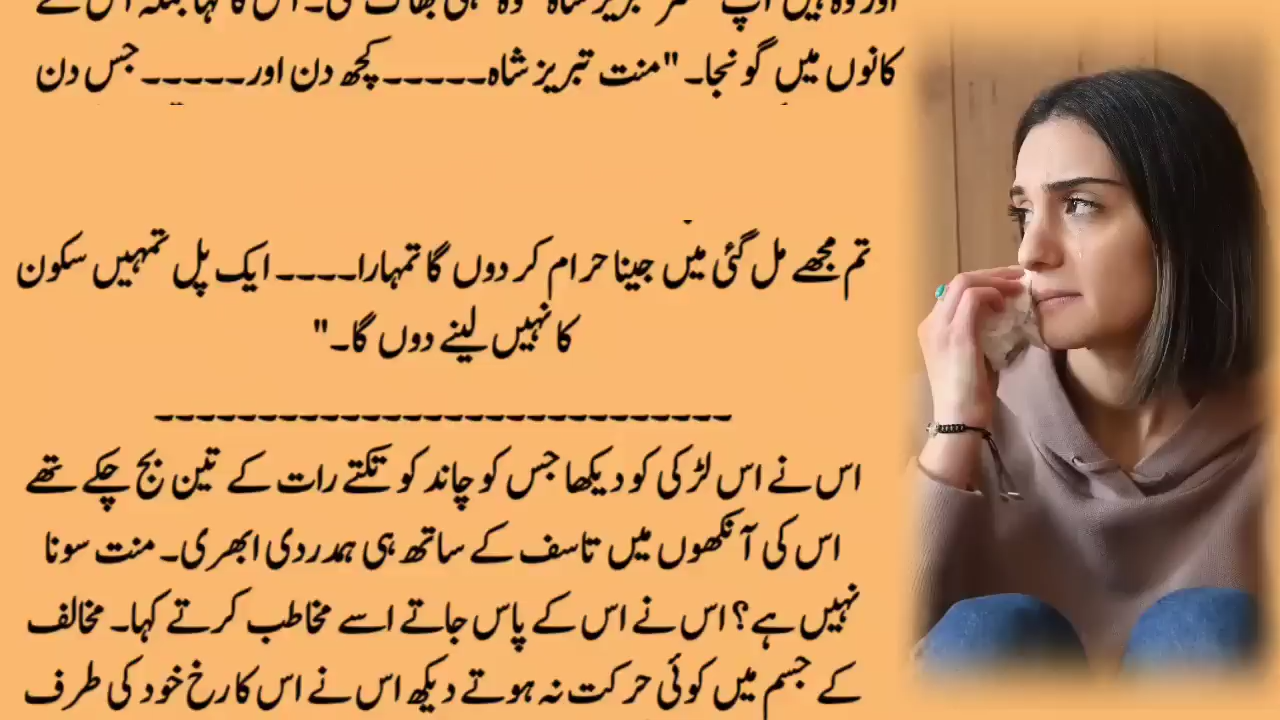 کانوں میں گونجا۔ "منت تبریز شاہ۔۔۔۔۔ کچھ دن اور۔۔۔۔۔ جس دن
تم مجھے مل گئی میں جینا حرام کر دوں گا تمہارا۔۔۔۔ ایک پل تمہیں سکون
کا نہیں لینے دوں گا۔"
۔۔۔۔۔۔۔۔۔۔۔۔۔۔۔۔۔۔۔۔۔۔۔۔۔۔۔۔
اس نے اس لڑکی کو دیکھا جس کو چاند کو تکتے رات کے تین بج چکے تھے
اس کی آنکھوں میں تاسف کے ساتھ ہی ہمدردی ابھری۔ منت سونا
نہیں ہے؟ اس نے اس کے پاس جاتے اسے مخاطب کرتے کہا۔ مخالف
کے جسم میں کوئی حرکت نہ ہوتے دیکھ اس نے اس کا رخ خود کی طرف